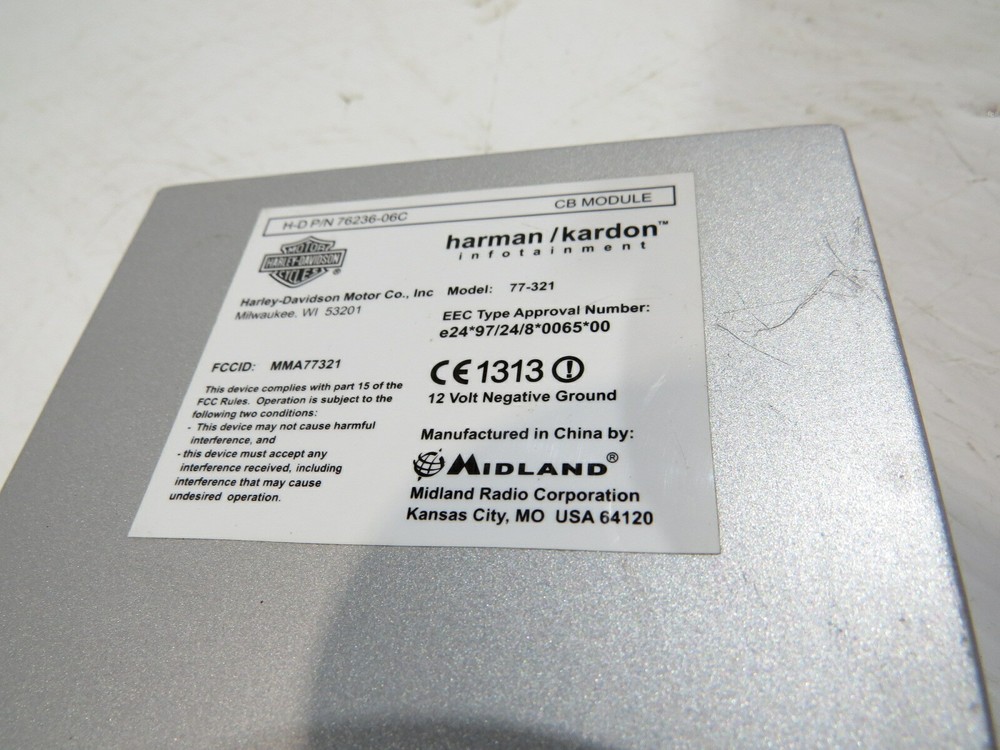 H-D P/N 76236-06C CB MODULE
MOTOR
HARLEY-DAVIDSON
CYCLES ®
harman/kardon™
infotainment
Harley-Davidson Motor Co., Inc
Milwaukee, WI 53201
Model: 77-321
EEC Type Approval Number:
e24*97/24/8*0065*00
FCCID: MMA77321
This device complies with part 15 of the
FCC Rules. Operation is subject to the
following two conditions:
- This device may not cause harmful
interference, and
- this device must accept any
interference received, including
interference that may cause
undesired operation.
CE 1313 !
12 Volt Negative Ground
Manufactured in China by:
MIDLAND®
Midland Radio Corporation
Kansas City, MO USA 64120